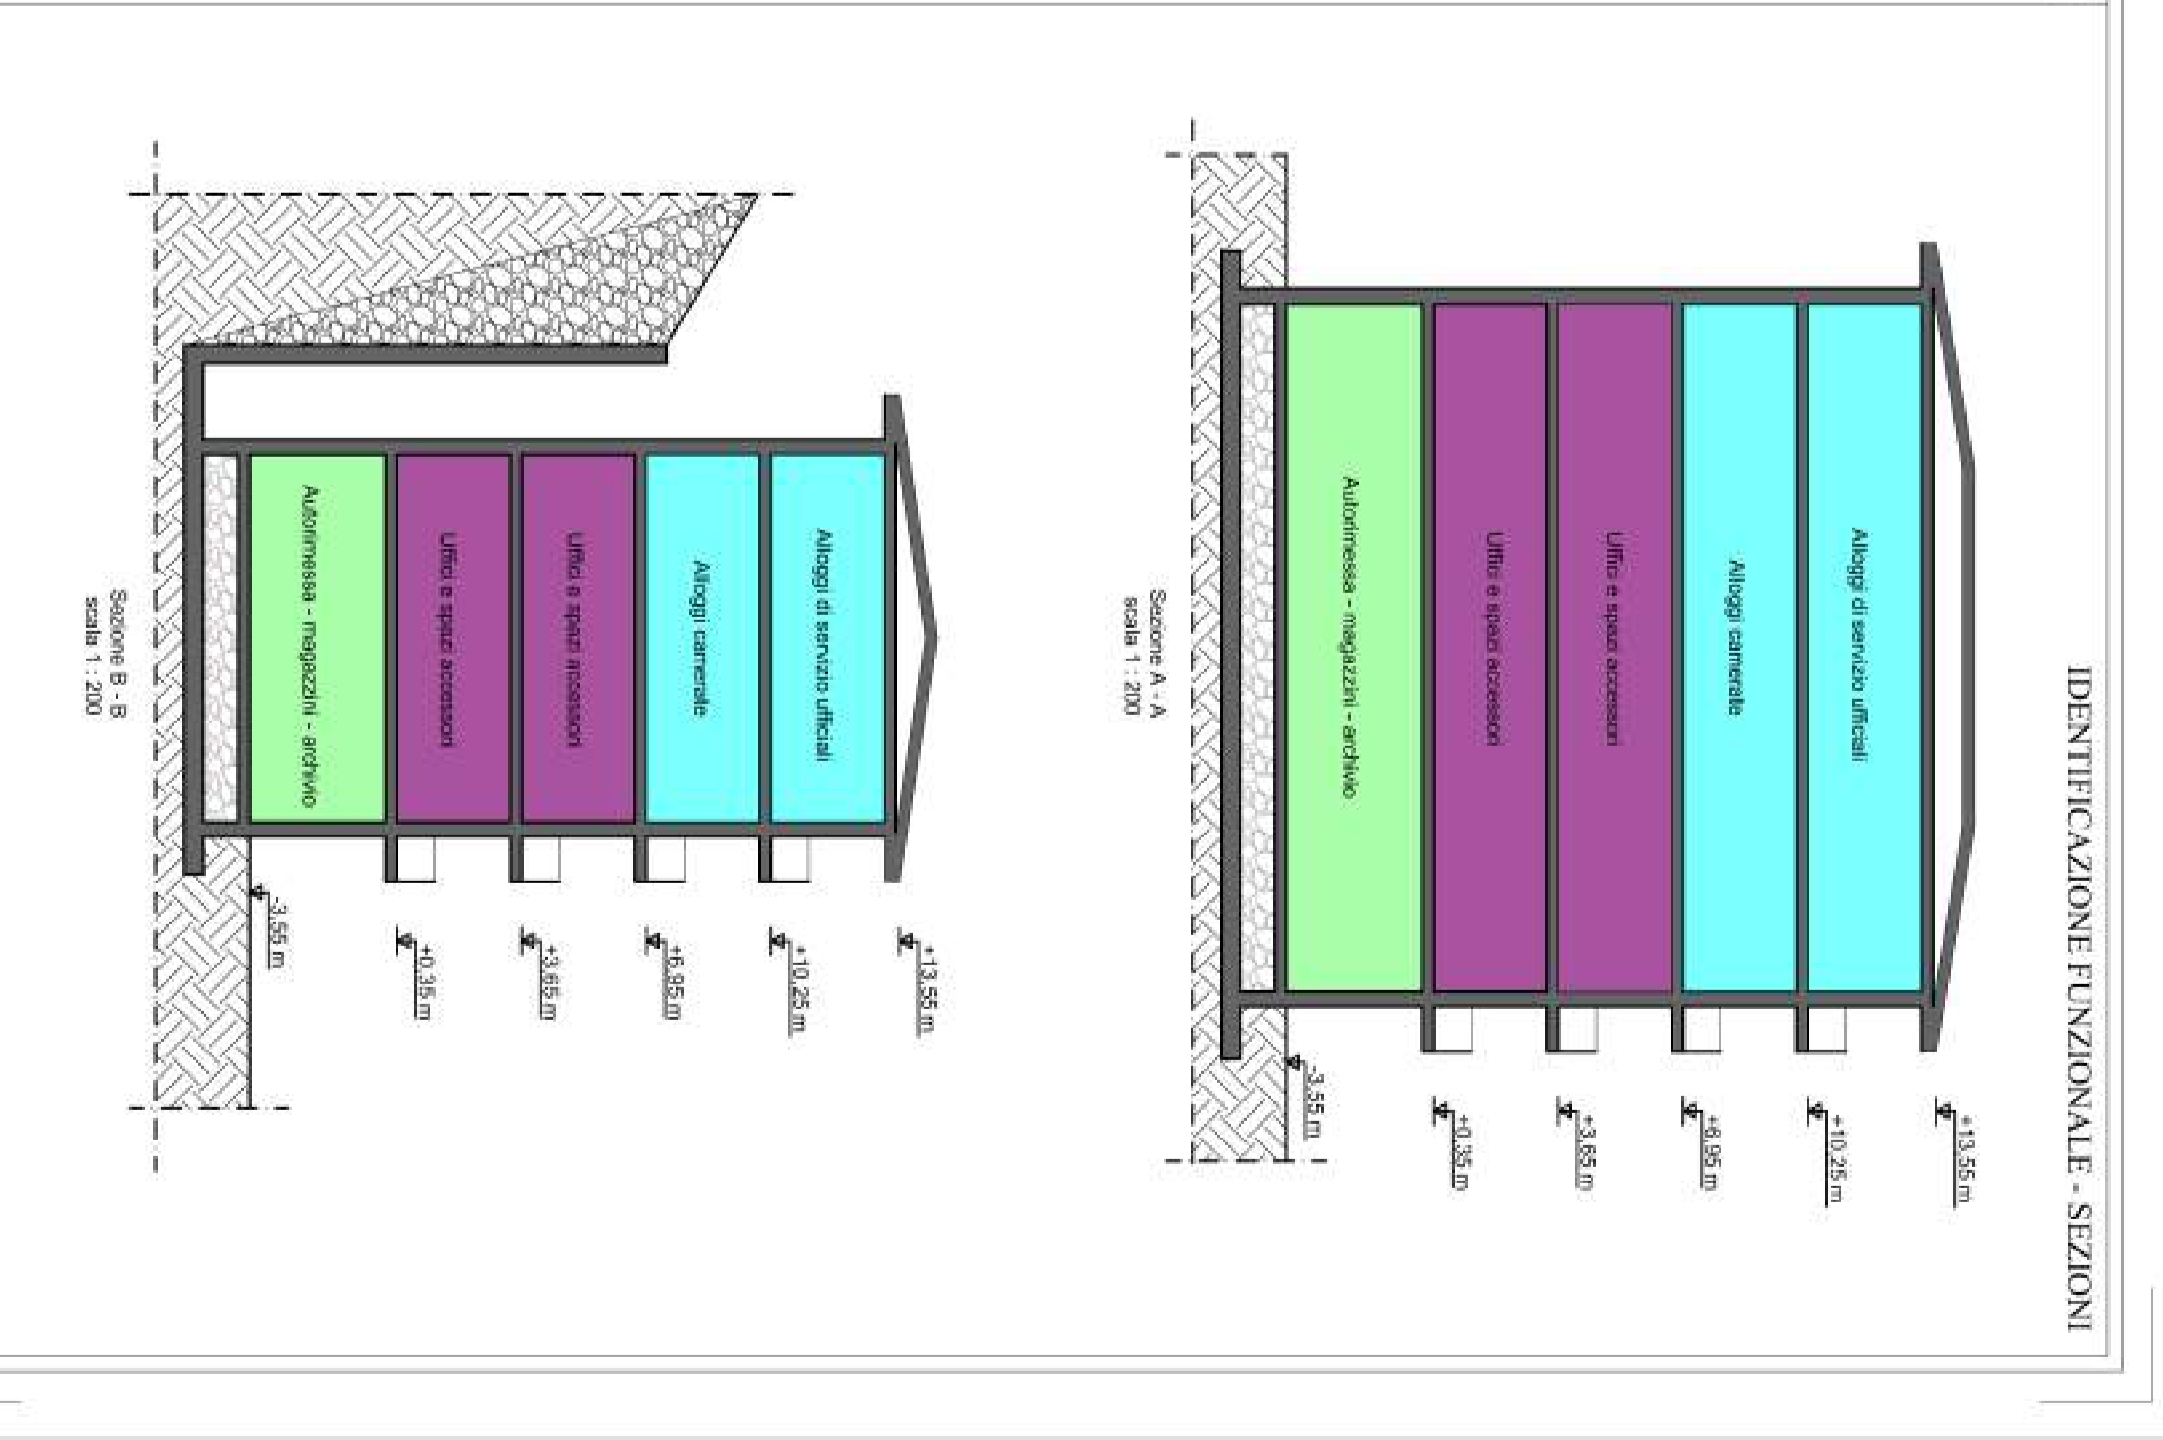 IDENTIFICAZIONE FUNZIONALE - SEZIONI
+13.55 m
Alloggi di servizio ufficiali
+10.25 m
Alloggi camerate
+6.95 m
Uffici e spazi accessori
+3.65 m
Uffici e spazi accessori
+0.35 m
Autorimessa - magazzini - archivio
-3.55 m
Sezione A - A
scala 1 : 200
+13.55 m
Alloggi di servizio ufficiali
+10.25 m
Alloggi camerate
+6.95 m
Uffici e spazi accessori
+3.65 m
Uffici e spazi accessori
+0.35 m
Autorimessa - magazzini - archivio
-3.55 m
Sezione B - B
scala 1 : 200